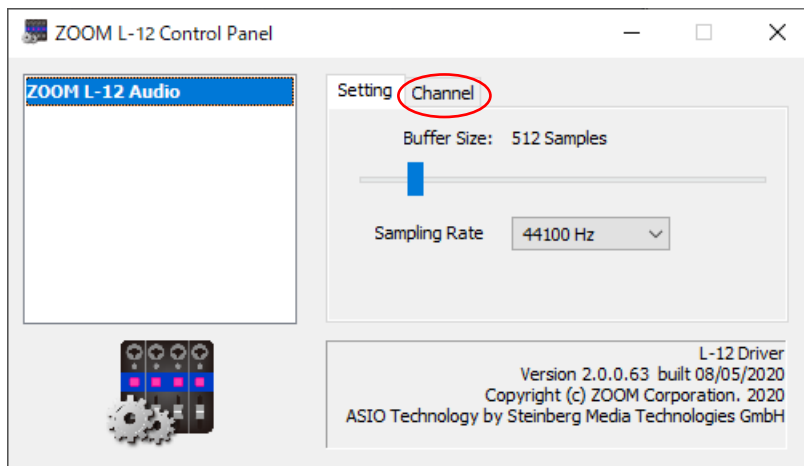 ZOOM L-12 Control Panel
ZOOM L-12 Audio
Setting Channel
Buffer Size: 512 Samples
Sampling Rate 44100 Hz
L-12 Driver
Version 2.0.0.63 built 08/05/2020
Copyright (c) ZOOM Corporation. 2020
ASIO Technology by Steinberg Media Technologies GmbH